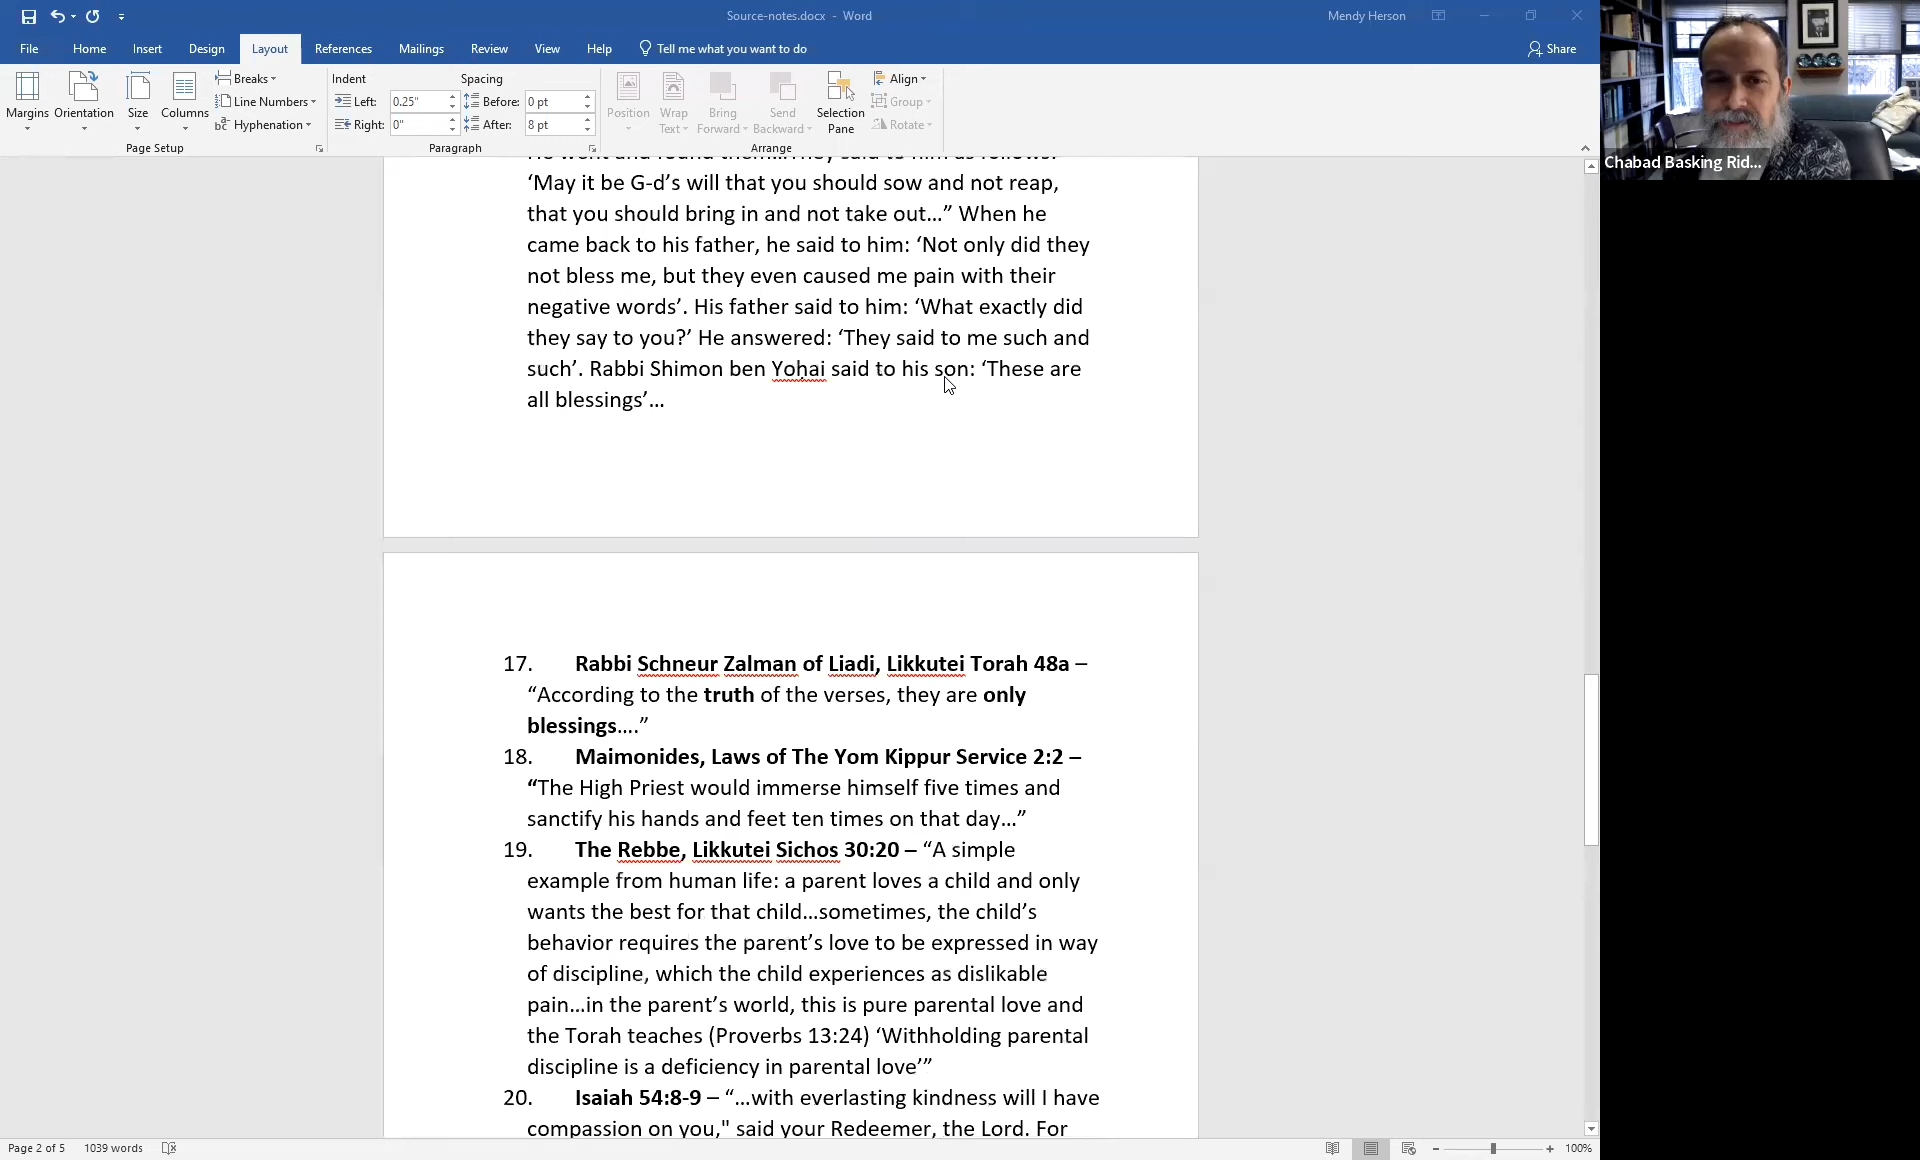 Source-notes.docx - Word
Mendy Herson
File Home Insert Design Layout References Mailings Review View Help Tell me what you want to do Share
Margins
Orientation
Size
Columns
Breaks
Line Numbers
Hyphenation
Page Setup
Indent
Left: 0.25"
Right: 0"
Spacing
Before: 0 pt
After: 8 pt
Paragraph
Position
Wrap Text
Bring Forward
Send Backward
Selection Pane
Align
Group
Rotate
Arrange
Chabad Basking Rid...
He went and found them...They said to him as follows:
‘May it be G-d’s will that you should sow and not reap,
that you should bring in and not take out…” When he
came back to his father, he said to him: ‘Not only did they
not bless me, but they even caused me pain with their
negative words’. His father said to him: ‘What exactly did
they say to you?’ He answered: ‘They said to me such and
such’. Rabbi Shimon ben Yoḥai said to his son: ‘These are
all blessings’…
17. Rabbi Schneur Zalman of Liadi, Likkutei Torah 48a –
“According to the truth of the verses, they are only
blessings….”
18. Maimonides, Laws of The Yom Kippur Service 2:2 –
“The High Priest would immerse himself five times and
sanctify his hands and feet ten times on that day…”
19. The Rebbe, Likkutei Sichos 30:20 – “A simple
example from human life: a parent loves a child and only
wants the best for that child…sometimes, the child’s
behavior requires the parent’s love to be expressed in way
of discipline, which the child experiences as dislikable
pain…in the parent’s world, this is pure parental love and
the Torah teaches (Proverbs 13:24) ‘Withholding parental
discipline is a deficiency in parental love’”
20. Isaiah 54:8-9 – “…with everlasting kindness will I have
compassion on you," said your Redeemer, the Lord. For
Page 2 of 5 1039 words 100%